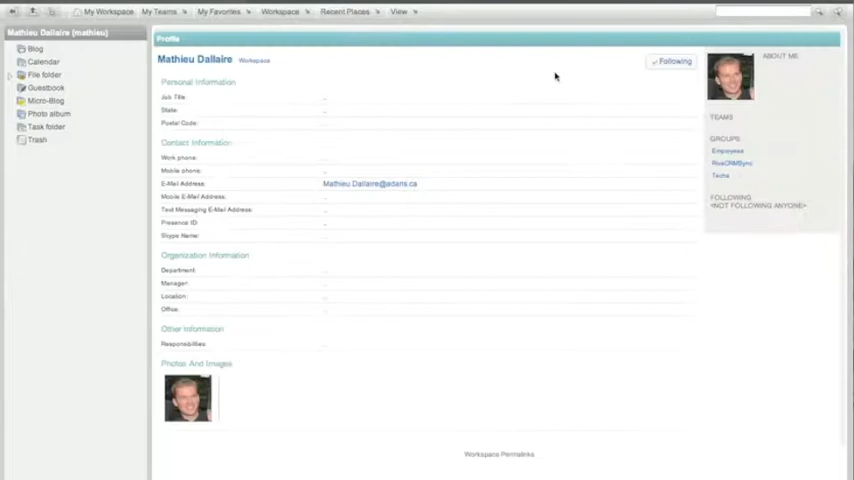 My Workspace My Teams My Favorites Workspace Recent Places View
Mathieu Dallaire (mathieu)
Blog
Calendar
File folder
Guestbook
Micro-Blog
Photo album
Task folder
Trash
Profile
Mathieu Dallaire Workspace
Following
Personal Information
Job Title:
State:
Postal Code:
Contact Information
Work phone:
Mobile phone:
E-Mail Address: Mathieu Dallaire@adaris.ca
Mobile E-Mail Address:
Text Messaging E-Mail Address:
Presence ID:
Skype Name:
Organization Information
Department:
Manager:
Location:
Office:
Other Information
Responsibilities:
Photos And Images
Workspace Permalinks
ABOUT ME
TEAMS
GROUPS:
Employees
RivaCRMSync
Techs
FOLLOWING
<NOT FOLLOWING ANYONE>